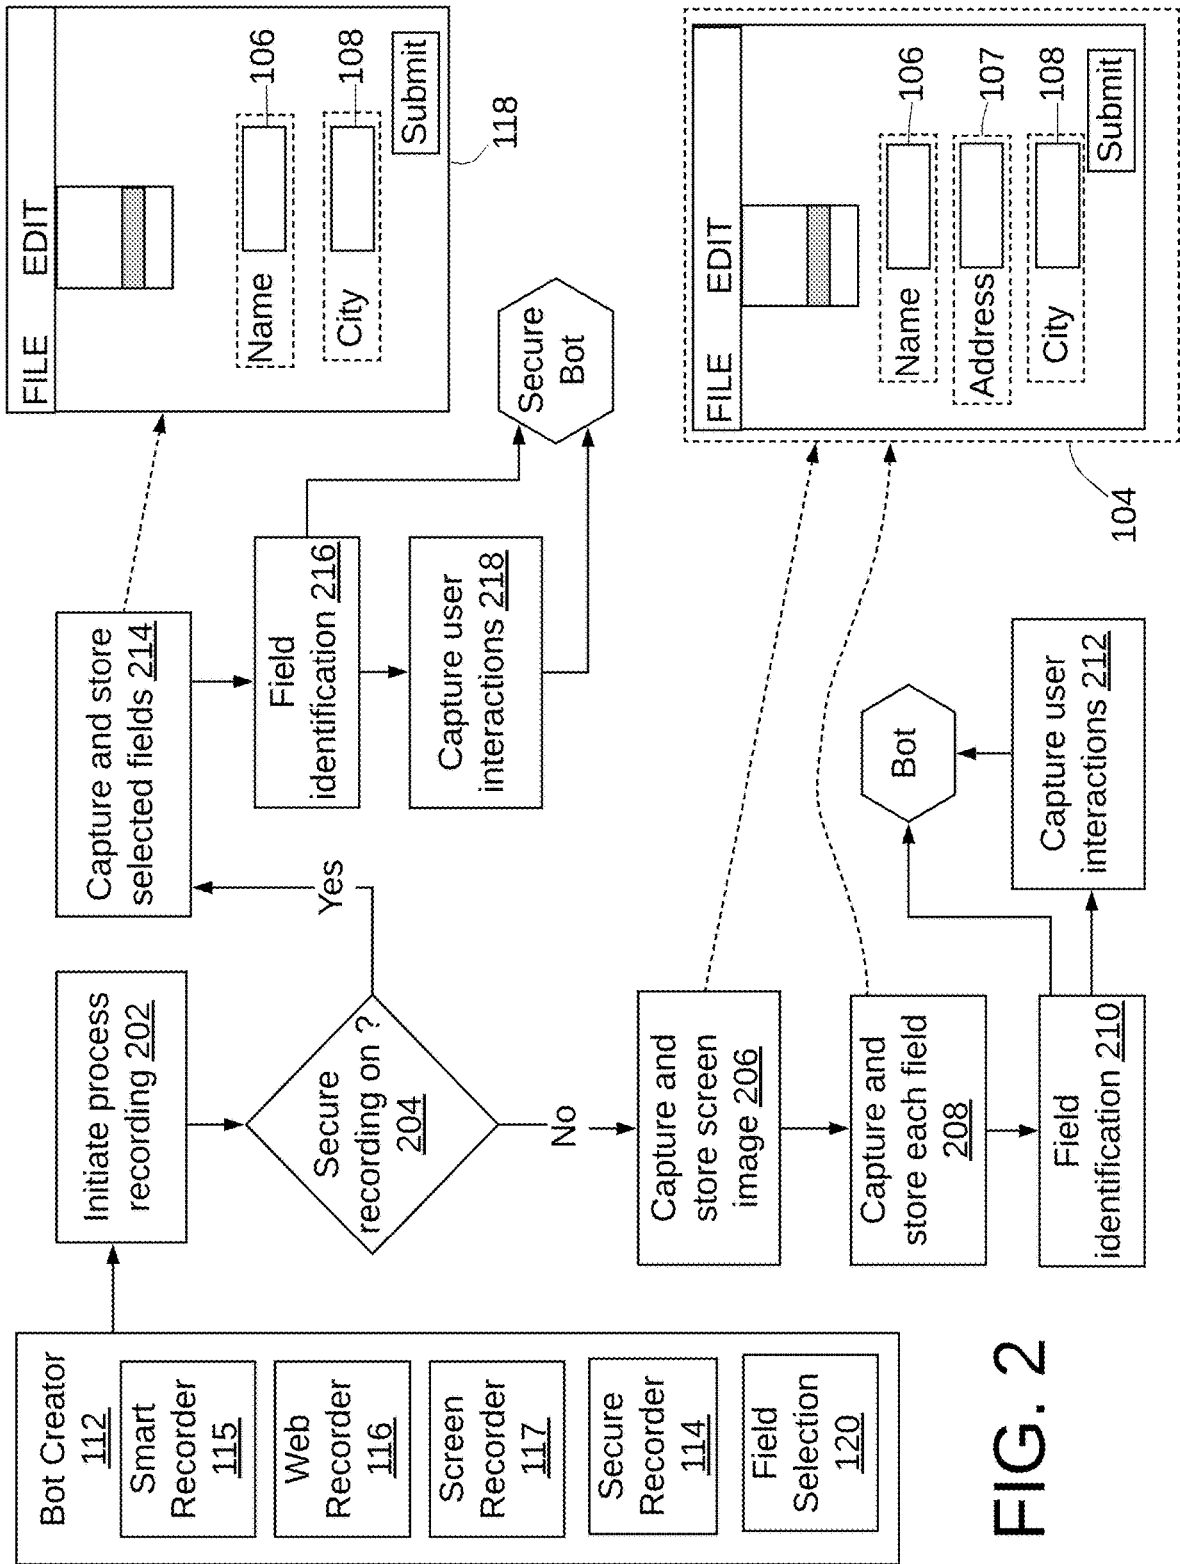 Bot Creator
112
Smart
Recorder
115
Web
Recorder
116
Screen
Recorder
117
Secure
Recorder
114
Field
Selection
120
Initiate process
recording 202
Secure
recording on ?
204
Yes
No
Capture and store
selected fields 214
Field
identification 216
Capture user
interactions 218
Secure
Bot
FILE EDIT
Name
106
City
108
Submit
118
Capture and
store screen
image 206
Capture and
store each field
208
Field
identification 210
Capture user
interactions 212
Bot
FILE EDIT
Name
106
Address
107
City
108
Submit
104
FIG. 2